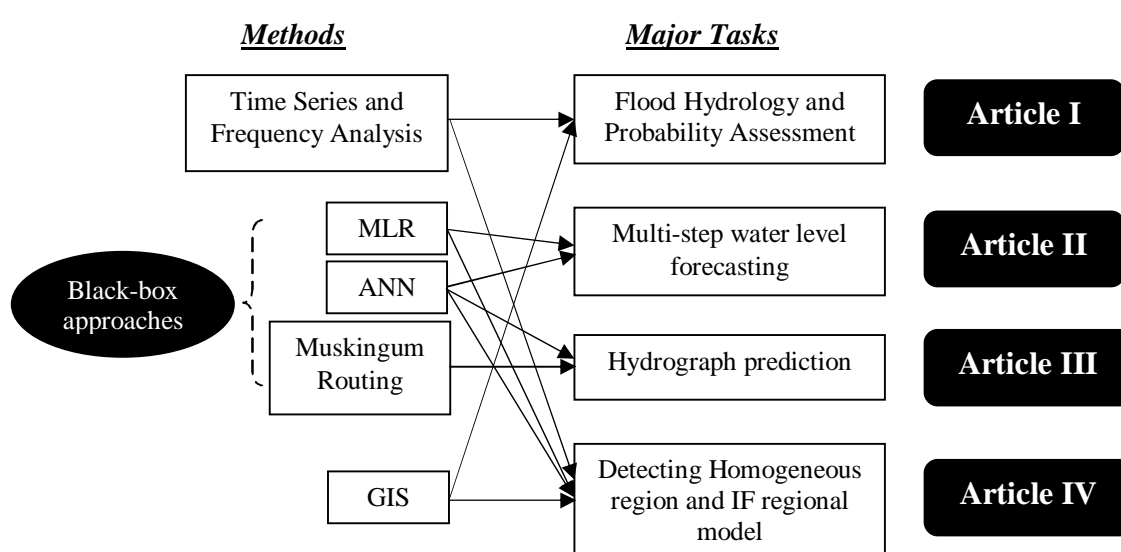 Methods
Major Tasks
Time Series and
Frequency Analysis
Flood Hydrology and
Probability Assessment
Article I
MLR
Multi-step water level
forecasting
Article II
ANN
Black-box
approaches
Muskingum
Routing
Hydrograph prediction
Article III
GIS
Detecting Homogeneous
region and IF regional
model
Article IV